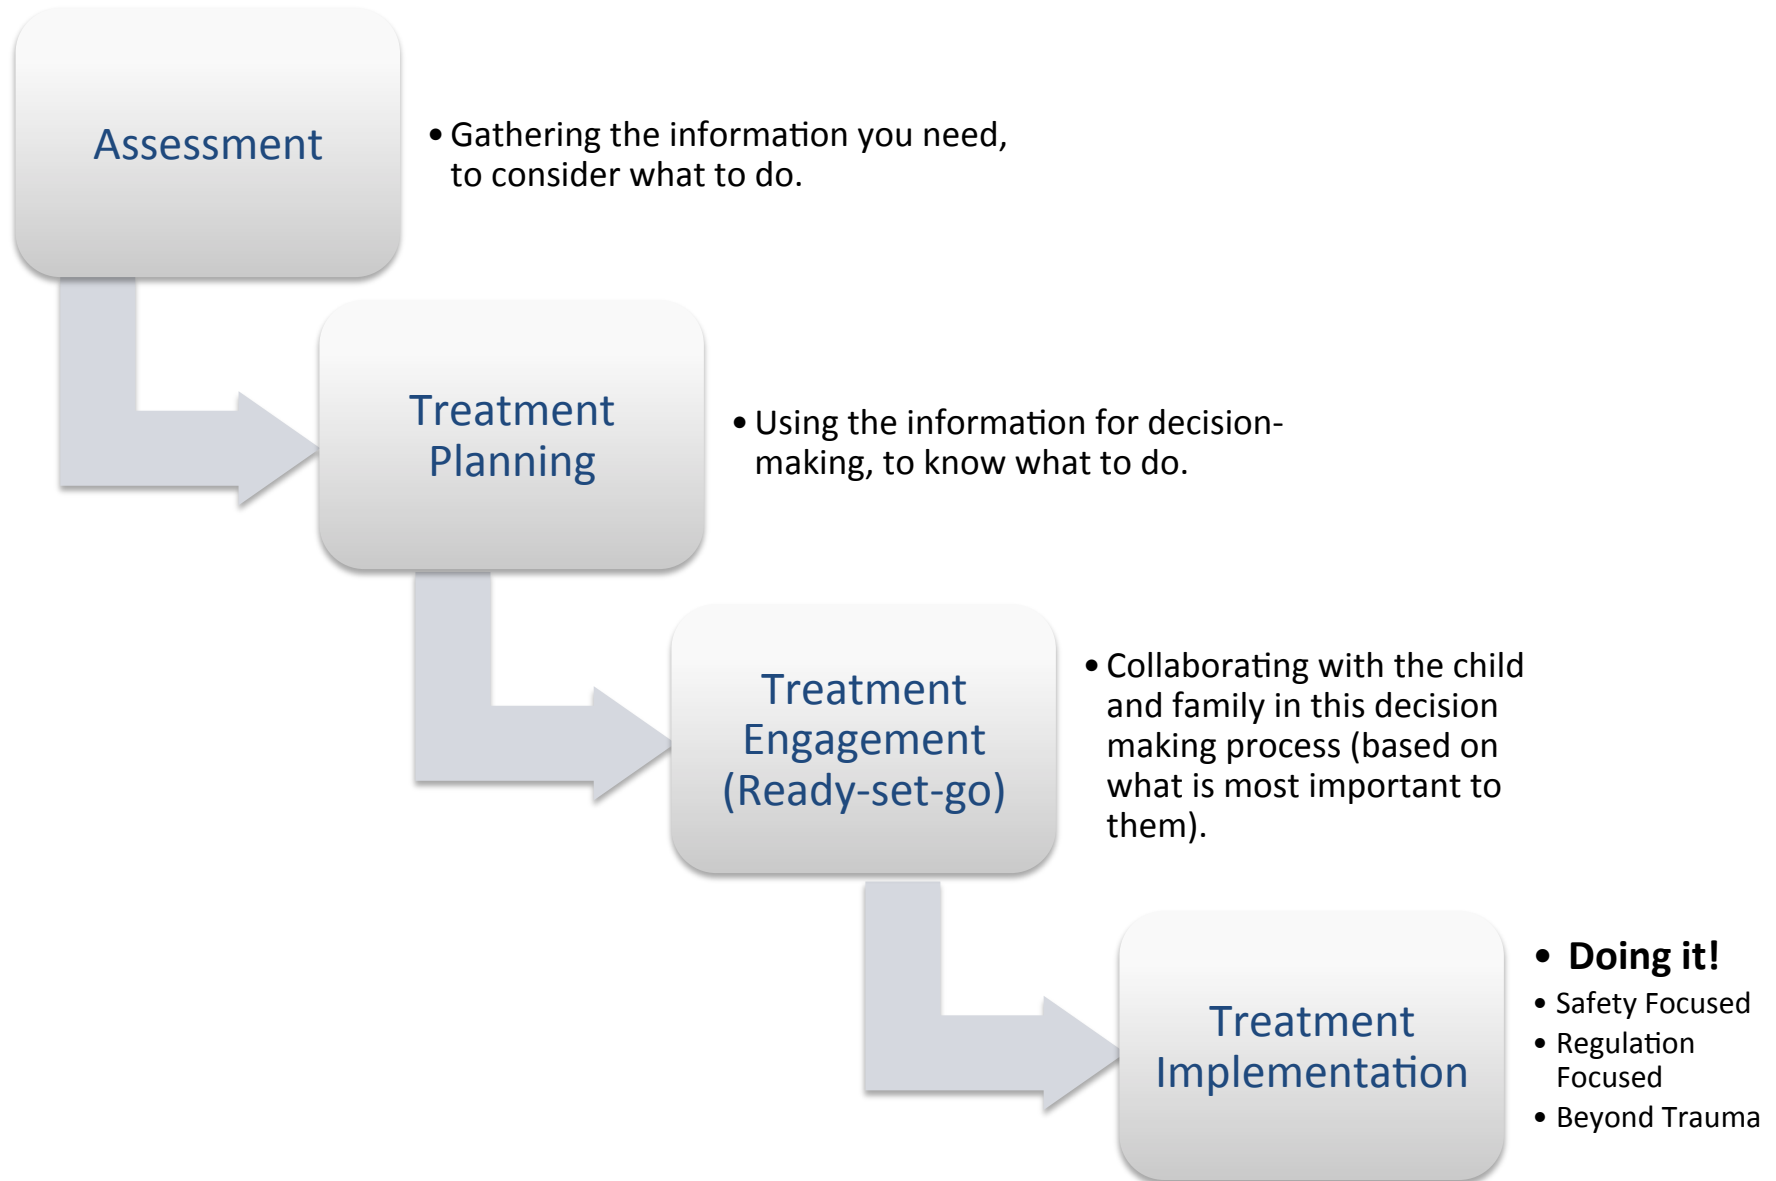 Assessment
• Gathering the information you need,
to consider what to do.
Treatment
Planning
• Using the information for decision-
making, to know what to do.
Treatment
Engagement
(Ready-set-go)
• Collaborating with the child
and family in this decision
making process (based on
what is most important to
them).
Treatment
Implementation
• Doing it!
• Safety Focused
• Regulation
Focused
• Beyond Trauma